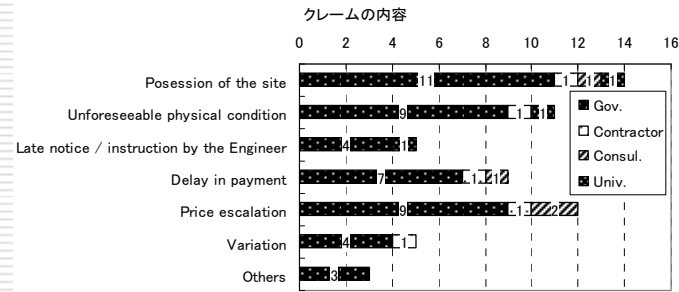 クレームの内容
0 2 4 6 8 10 12 14 16
Posession of the site 11 1 1 1
Unforeseeable physical condition 9 1 1
Late notice / instruction by the Engineer 4 1
Delay in payment 7 1 1
Price escalation 9 1 2
Variation 4 1
Others 3
Gov.
Contractor
Consul.
Univ.